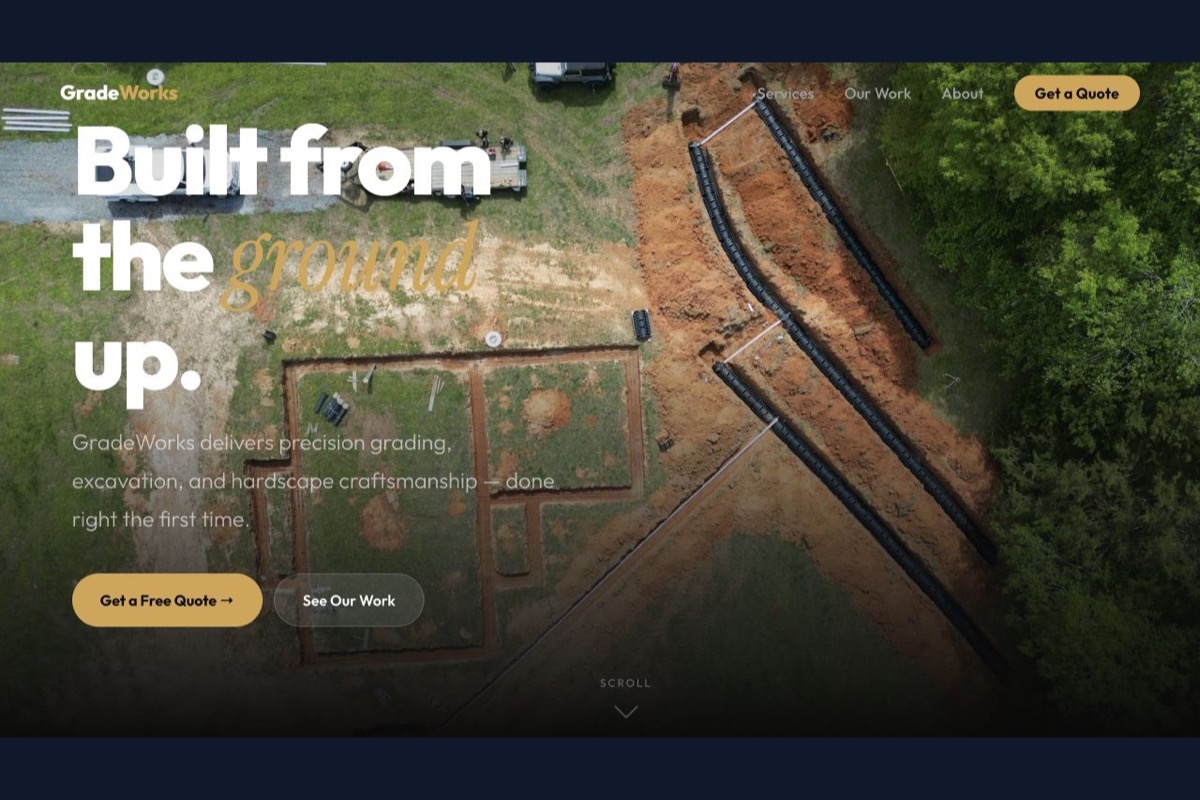 GradeWorks
Services
Our Work
About
Get a Quote
Built from
the ground
up.
GradeWorks delivers precision grading,
excavation, and hardscape craftsmanship — done
right the first time.
Get a Free Quote →
See Our Work
SCROLL